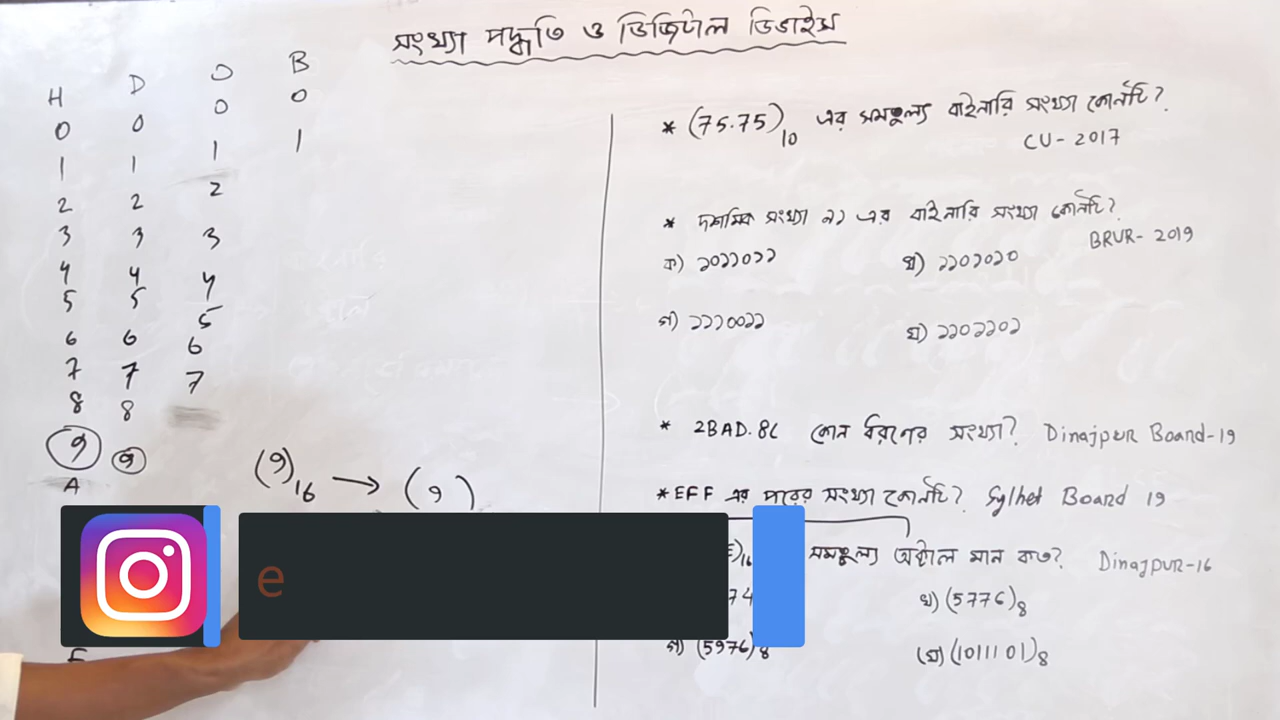 সংখ্যা পদ্ধতি ও ডিজিটাল ডিভাইস
H D O B
0 0 0 0
1 1 1 1
2 2 2
3 3 3
4 4 4
5 5 5
6 6 6
7 7 7
8 8
9 9
A
(9)16 → (9)
F
* (75.75)10 এর সমতুল্য বাইনারি সংখ্যা কোনটি?
CU - 2017
* দশমিক সংখ্যা ৯১ এর বাইনারি সংখ্যা কোনটি?
BRUR - 2019
ক) ১০১১০১১ খ) ১১০১০১০
গ) ১১১০০১১ ঘ) ১১০১১০১
* 2BAD.8C কোন ধরণের সংখ্যা? Dinajpur Board-19
* EFF এর পরের সংখ্যা কোনটি? Sylhet Board 19
)16 সমতুল্য অক্টাল মান কত? Dinajpur-16
74 খ) (5776)8
গ) (5976)8 (ঘ) (1011101)8
e